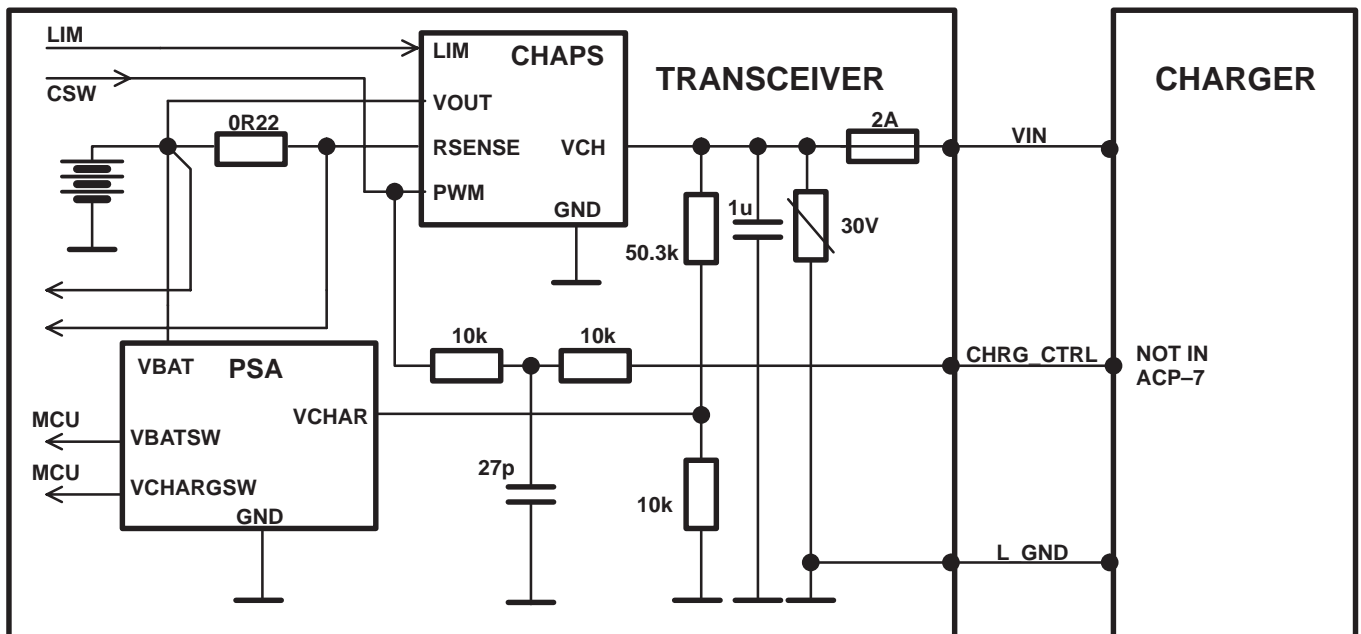 LIM
LIM
CHAPS
TRANSCEIVER
CHARGER
CSW
VOUT
0R22
2A
VIN
RSENSE
VCH
PWM
GND
1u
30V
50.3k
10k
10k
CHRG_CTRL
NOT IN
ACP–7
VBAT
PSA
VCHAR
MCU
VBATSW
27p
MCU
VCHARGSW
10k
GND
L_GND